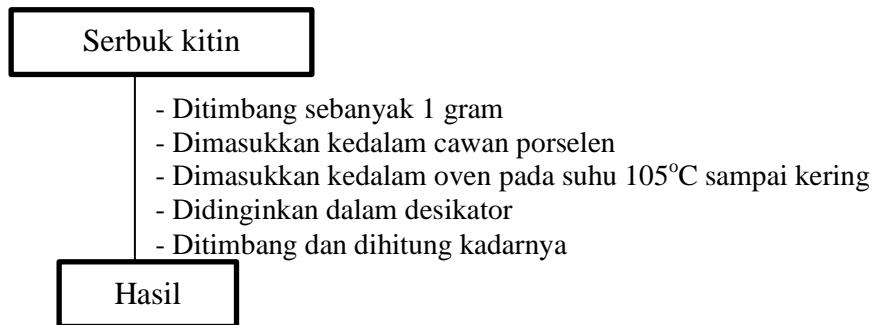 Serbuk kitin
- Ditimbang sebanyak 1 gram
- Dimasukkan kedalam cawan porselen
- Dimasukkan kedalam oven pada suhu 105°C sampai kering
- Didinginkan dalam desikator
- Ditimbang dan dihitung kadarnya
Hasil